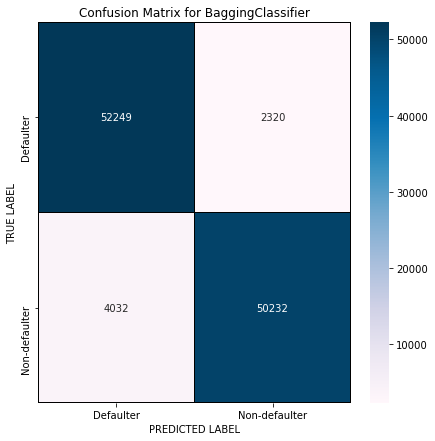 Confusion Matrix for BaggingClassifier
50000
52249
2320
Defaulter
40000
TRUE LABEL
30000
20000
4032
50232
Non-defaulter
10000
Defaulter
Non-defaulter
PREDICTED LABEL